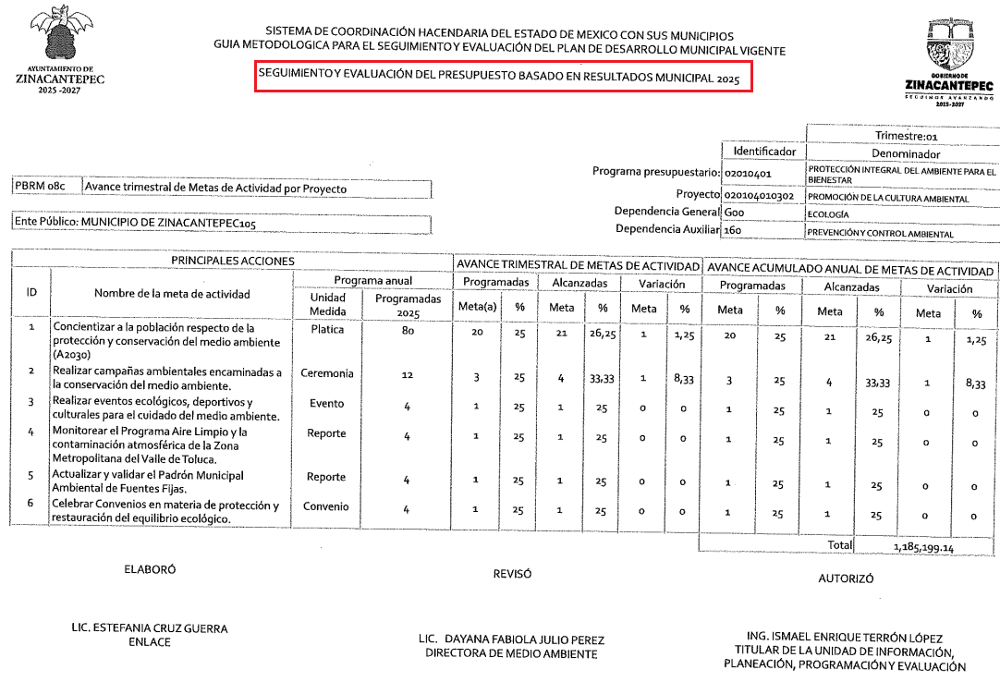 AYUNTAMIENTO DE
ZINACANTEPEC
2025 -2027
SISTEMA DE COORDINACIÓN HACENDARIA DEL ESTADO DE MEXICO CON SUS MUNICIPIOS
GUIA METODOLOGICA PARA EL SEGUIMIENTO Y EVALUACIÓN DEL PLAN DE DESARROLLO MUNICIPAL VIGENTE
SEGUIMIENTO Y EVALUACIÓN DEL PRESUPUESTO BASADO EN RESULTADOS MUNICIPAL 2025
GOBIERNO DE
ZINACANTEPEC
SEGUIMOS AVANZANDO
2025-2027
Trimestre:01
Identificador Denominador
Programa presupuestario: 02010401 PROTECCIÓN INTEGRAL DEL AMBIENTE PARA EL
BIENESTAR
Proyecto 020104010302 PROMOCIÓN DE LA CULTURA AMBIENTAL
Dependencia General G00 ECOLOGÍA
Dependencia Auxiliar 160 PREVENCIÓN Y CONTROL AMBIENTAL
PBRM 08c Avance trimestral de Metas de Actividad por Proyecto
Ente Público: MUNICIPIO DE ZINACANTEPEC105
PRINCIPALES ACCIONES AVANCE TRIMESTRAL DE METAS DE ACTIVIDAD AVANCE ACUMULADO ANUAL DE METAS DE ACTIVIDAD
ID Nombre de la meta de actividad Programa anual Programadas Alcanzadas Variación Programadas Alcanzadas Variación
Unidad Medida Programadas 2025 Meta(a) % Meta % Meta % Meta % Meta % Meta %
1 Concientizar a la población respecto de la Platica 80 20 25 21 26,25 1 1,25 20 25 21 26,25 1 1,25
protección y conservación del medio ambiente
(A2030)
2 Realizar campañas ambientales encaminadas a Ceremonia 12 3 25 4 33,33 1 8,33 3 25 4 33,33 1 8,33
la conservación del medio ambiente.
3 Realizar eventos ecológicos, deportivos y Evento 4 1 25 1 25 0 0 1 25 1 25 0 0
culturales para el cuidado del medio ambiente.
4 Monitorear el Programa Aire Limpio y la Reporte 4 1 25 1 25 0 0 1 25 1 25 0 0
contaminación atmosférica de la Zona
Metropolitana del Valle de Toluca.
5 Actualizar y validar el Padrón Municipal Reporte 4 1 25 1 25 0 0 1 25 1 25 0 0
Ambiental de Fuentes Fijas.
6 Celebrar Convenios en materia de protección y Convenio 4 1 25 1 25 0 0 1 25 1 25 0 0
restauración del equilibrio ecológico.
Total 1,185,199.14
ELABORÓ REVISÓ AUTORIZÓ
LIC. ESTEFANIA CRUZ GUERRA
ENLACE
LIC. DAYANA FABIOLA JULIO PEREZ
DIRECTORA DE MEDIO AMBIENTE
ING. ISMAEL ENRIQUE TERRÓN LÓPEZ
TITULAR DE LA UNIDAD DE INFORMACIÓN,
PLANEACIÓN, PROGRAMACIÓN Y EVALUACIÓN